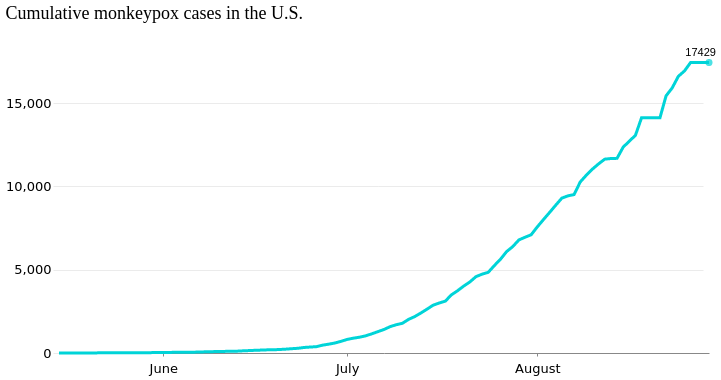 Cumulative monkeypox cases in the U.S.
17429
15,000
10,000
5,000
0
June July August